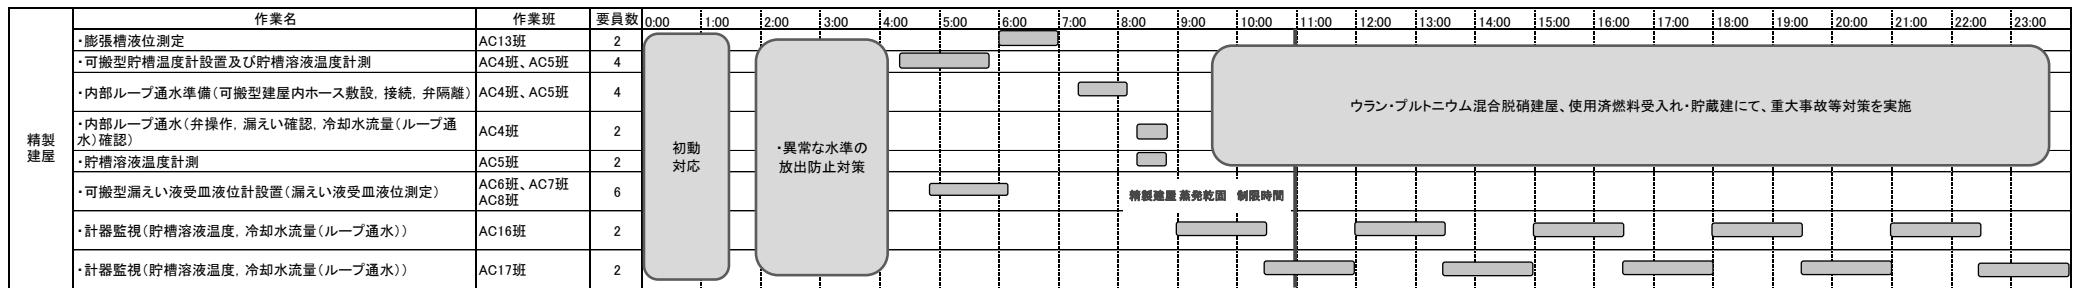 作業名 作業班 要員数 0:00 1:00 2:00 3:00 4:00 5:00 6:00 7:00 8:00 9:00 10:00 11:00 12:00 13:00 14:00 15:00 16:00 17:00 18:00 19:00 20:00 21:00 22:00 23:00
精製
建屋
・膨張槽液位測定 AC13班 2
・可搬型貯槽温度計設置及び貯槽溶液温度計測 AC4班、AC5班 4
・内部ループ通水準備(可搬型建屋内ホース敷設, 接続, 弁隔離) AC4班、AC5班 4
・内部ループ通水(弁操作, 漏えい確認, 冷却水流量(ループ通
水)確認) AC4班 2
・貯槽溶液温度計測 AC5班 2
・可搬型漏えい液受皿液位計設置(漏えい液受皿液位測定) AC6班、AC7班
AC8班 6
・計器監視(貯槽溶液温度, 冷却水流量(ループ通水)) AC16班 2
・計器監視(貯槽溶液温度, 冷却水流量(ループ通水)) AC17班 2
初動
対応
・異常な水準の
放出防止対策
ウラン・プルトニウム混合脱硝建屋、使用済燃料受入れ・貯蔵建にて、重大事故等対策を実施
精製建屋 蒸発乾固 制限時間